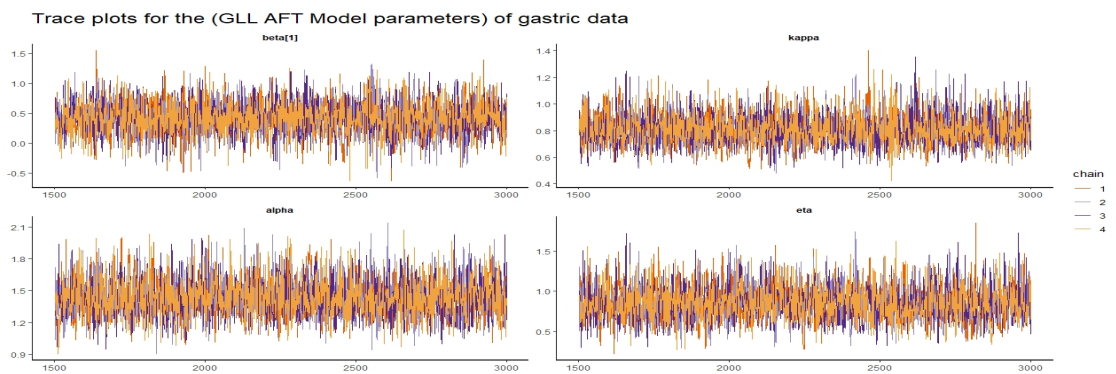 Trace plots for the (GLL AFT Model parameters) of gastric data
beta[1]
1.5
1.0
0.5
0.0
-0.5
1500 2000 2500 3000
kappa
1.4
1.2
1.0
0.8
0.6
0.4
1500 2000 2500 3000
alpha
2.1
1.8
1.5
1.2
0.9
1500 2000 2500 3000
eta
1.5
1.0
0.5
1500 2000 2500 3000
chain
1
2
3
4